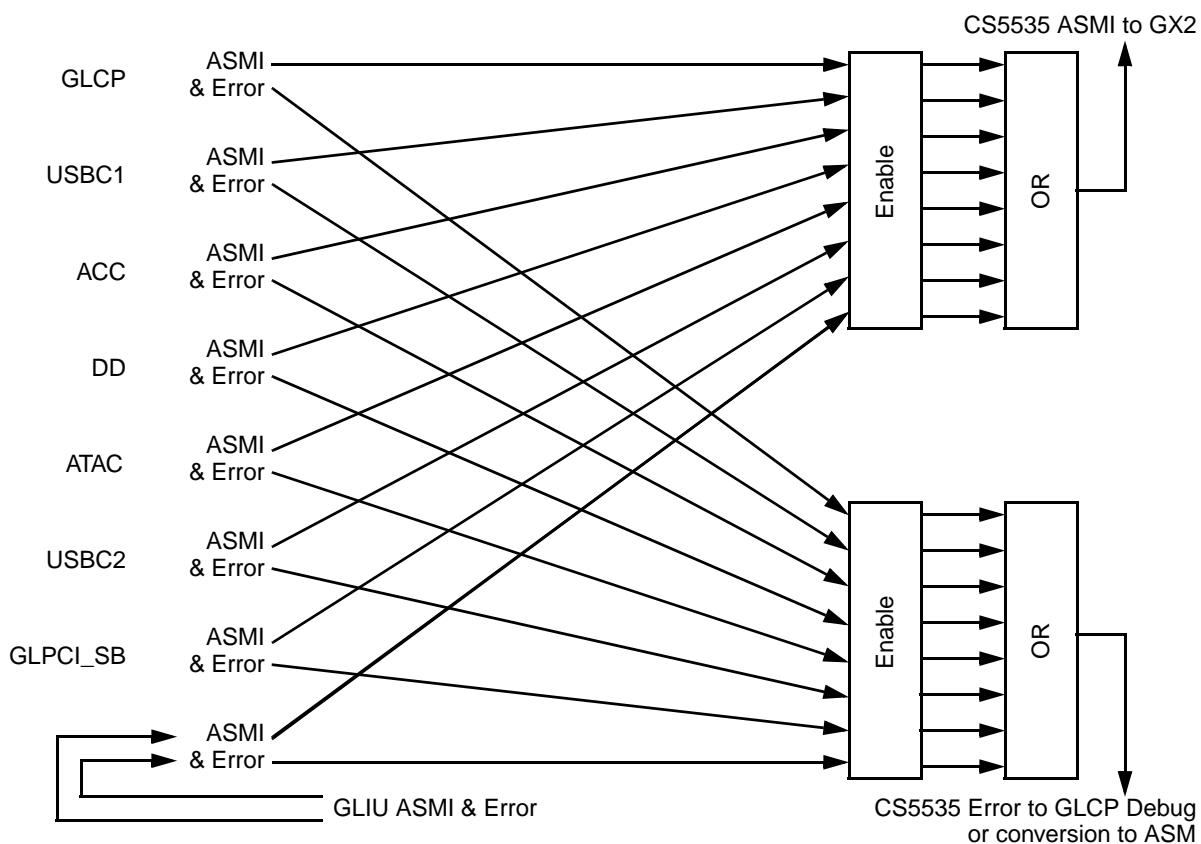 CS5535 ASMI to GX2
GLCP
ASMI
& Error
USBC1
ASMI
& Error
ACC
ASMI
& Error
DD
ASMI
& Error
ATAC
ASMI
& Error
USBC2
ASMI
& Error
GLPCI_SB
ASMI
& Error
ASMI
& Error
GLIU ASMI & Error
Enable
OR
Enable
OR
CS5535 Error to GLCP Debug
or conversion to ASM